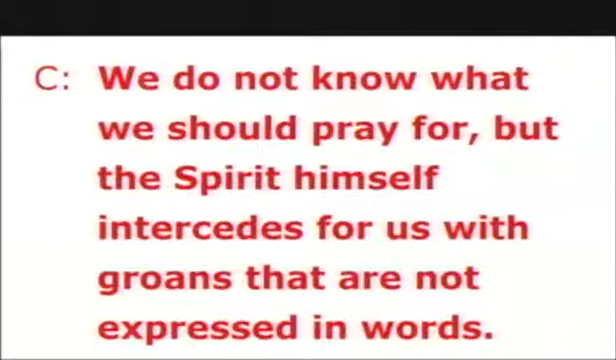 C: We do not know what
we should pray for, but
the Spirit himself
intercedes for us with
groans that are not
expressed in words.